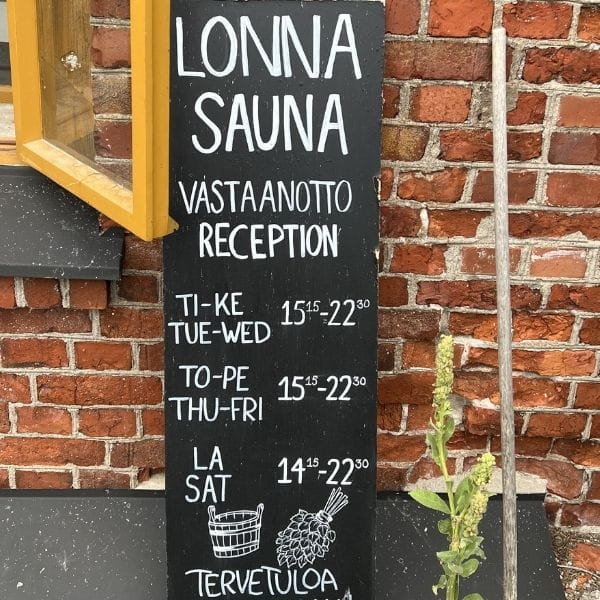 LONNA
SAUNA
VASTAANOTTO
RECEPTION
TI-KE 15¹⁵-22³⁰
TUE-WED
TO-PE 15¹⁵-22³⁰
THU-FRI
LA 14¹⁵-22³⁰
SAT
TERVETULOA